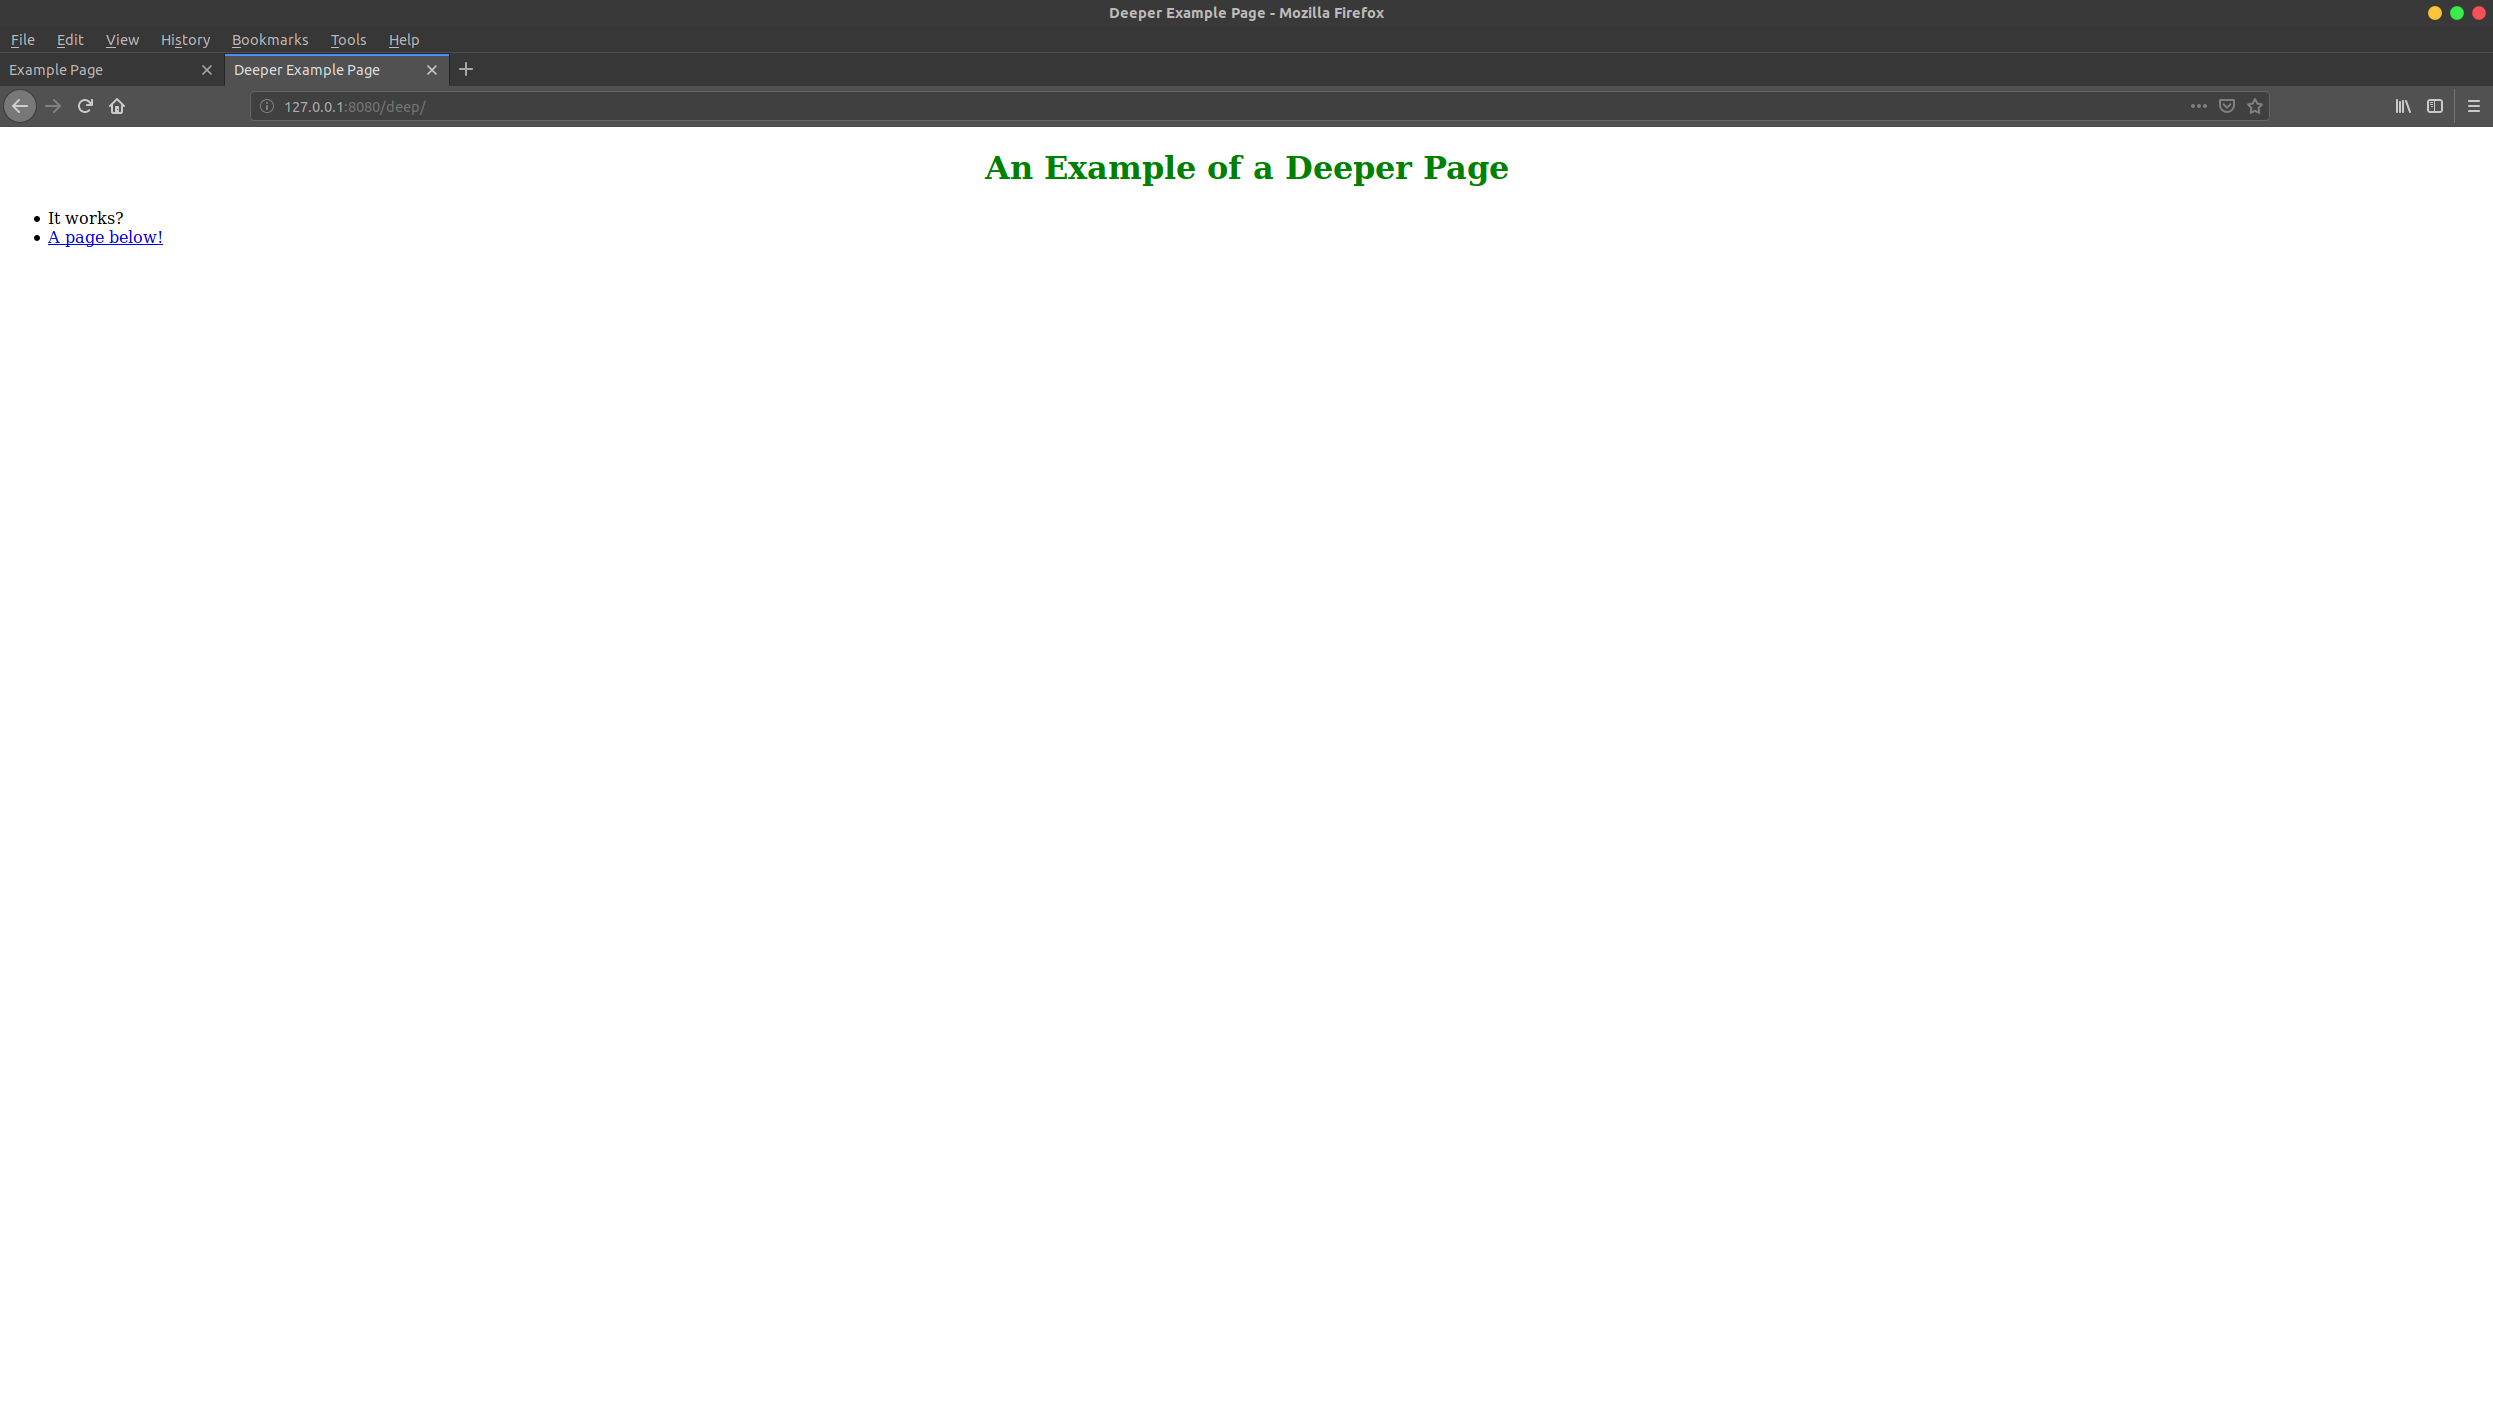 Deeper Example Page - Mozilla Firefox
File Edit View History Bookmarks Tools Help
Example Page Deeper Example Page
127.0.0.1:8080/deep/
An Example of a Deeper Page
It works?
A page below!